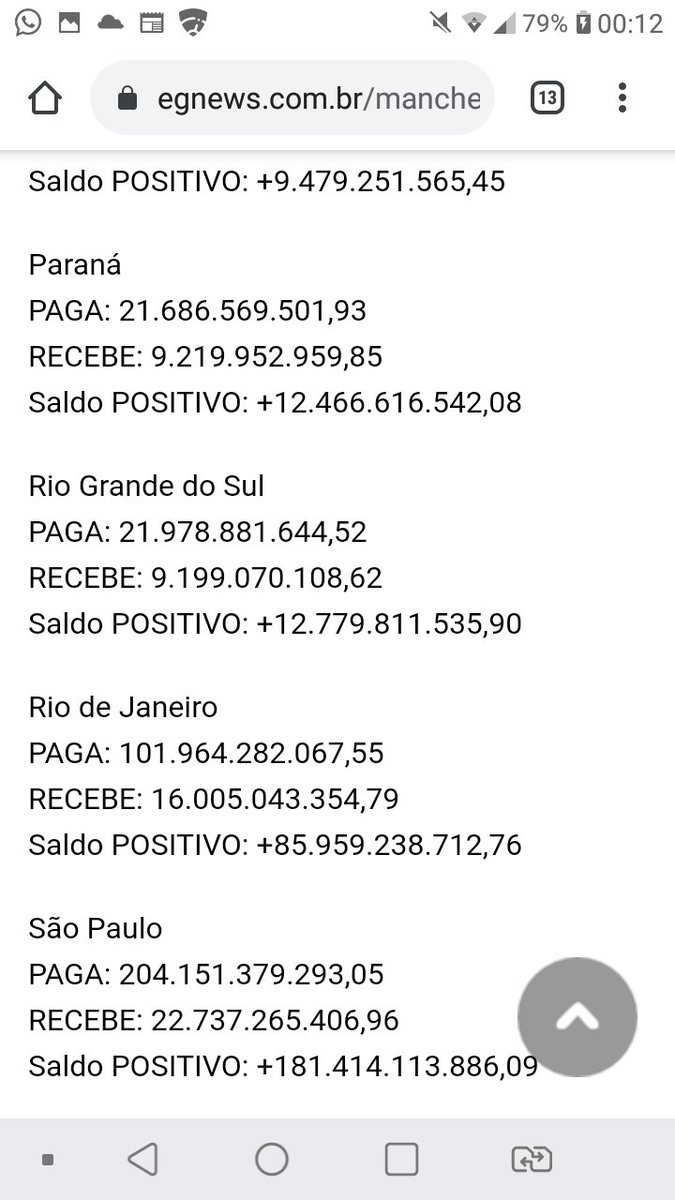 79% 00:12
egnews.com.br/manche
13
Saldo POSITIVO: +9.479.251.565,45
Paraná
PAGA: 21.686.569.501,93
RECEBE: 9.219.952.959,85
Saldo POSITIVO: +12.466.616.542,08
Rio Grande do Sul
PAGA: 21.978.881.644,52
RECEBE: 9.199.070.108,62
Saldo POSITIVO: +12.779.811.535,90
Rio de Janeiro
PAGA: 101.964.282.067,55
RECEBE: 16.005.043.354,79
Saldo POSITIVO: +85.959.238.712,76
São Paulo
PAGA: 204.151.379.293,05
RECEBE: 22.737.265.406,96
Saldo POSITIVO: +181.414.113.886,09